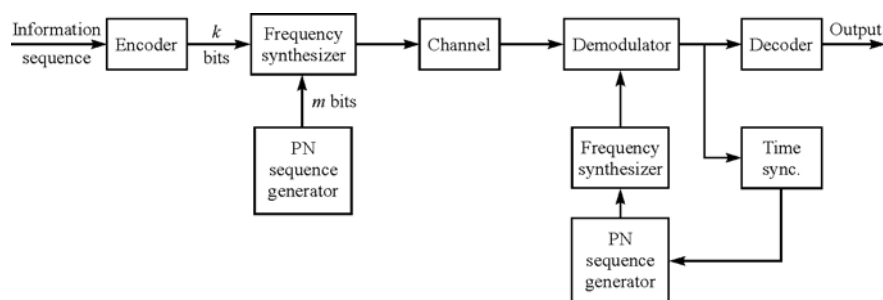 Information
sequence
Encoder
k
bits
Frequency
synthesizer
Channel
Demodulator
Decoder
Output
m bits
PN
sequence
generator
Frequency
synthesizer
Time
sync.
PN
sequence
generator